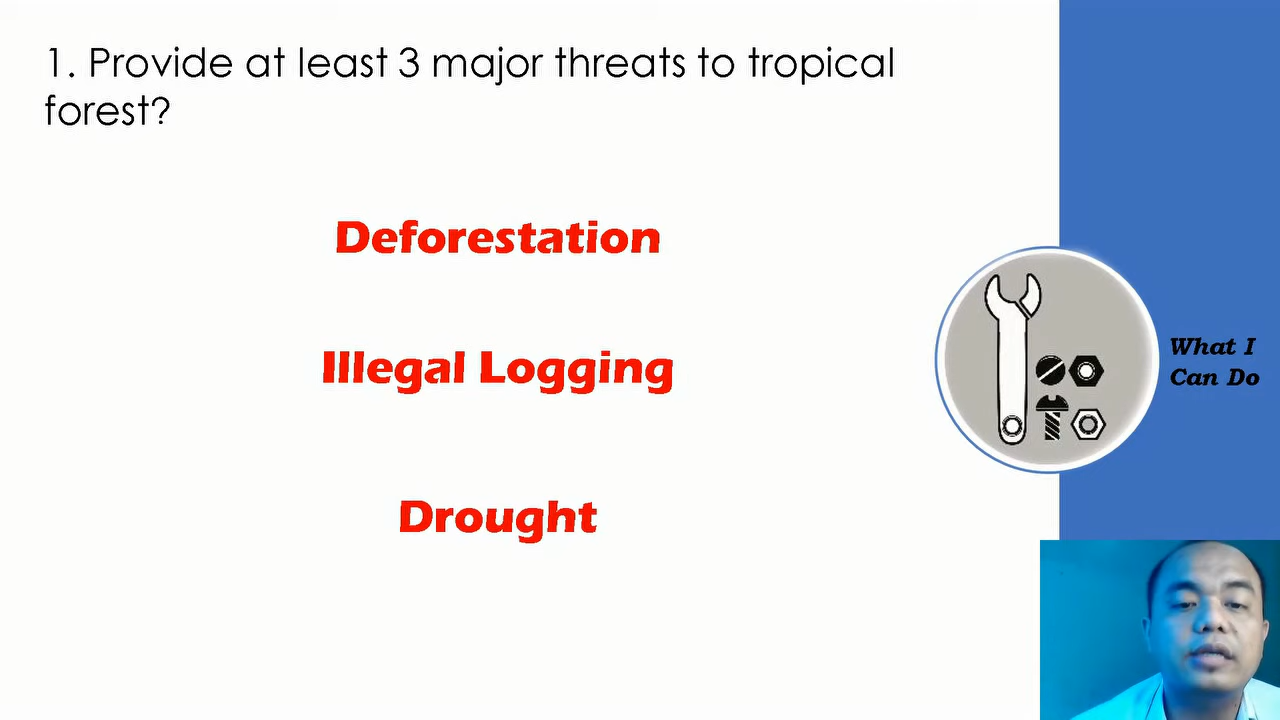 1. Provide at least 3 major threats to tropical
forest?
Deforestation
Illegal Logging
Drought
What I
Can Do